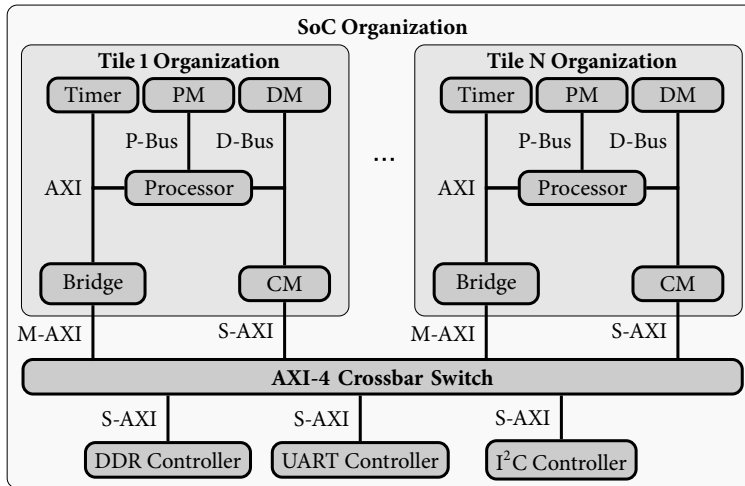 SoC Organization
Tile 1 Organization
Timer PM DM
P-Bus D-Bus
AXI Processor
Bridge CM
M-AXI S-AXI
...
Tile N Organization
Timer PM DM
P-Bus D-Bus
AXI Processor
Bridge CM
M-AXI S-AXI
AXI-4 Crossbar Switch
S-AXI S-AXI S-AXI
DDR Controller UART Controller I²C Controller